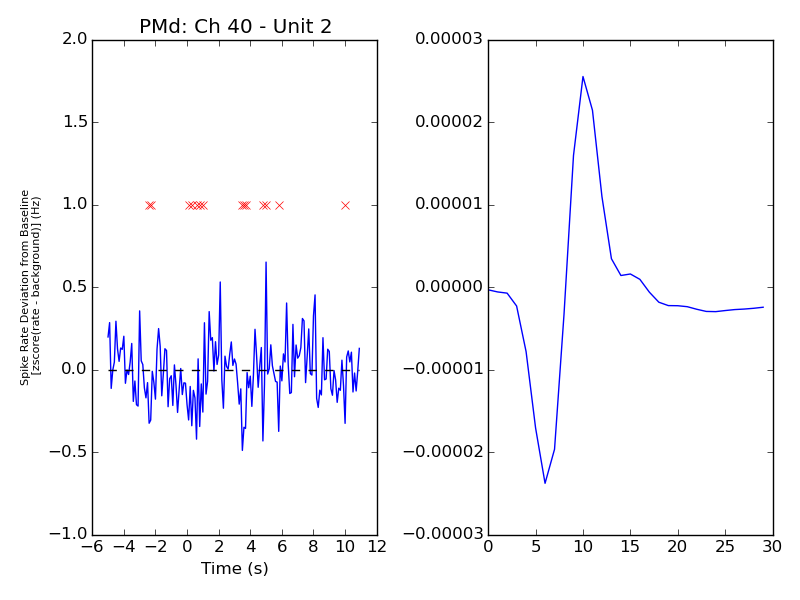 PMd: Ch 40 - Unit 2
2.0
1.5
1.0
0.5
0.0
−0.5
−1.0
−6 −4 −2 0 2 4 6 8 10 12
Time (s)
Spike Rate Deviation from Baseline
[zscore(rate - background)] (Hz)
0.00003
0.00002
0.00001
0.00000
−0.00001
−0.00002
−0.00003
0 5 10 15 20 25 30